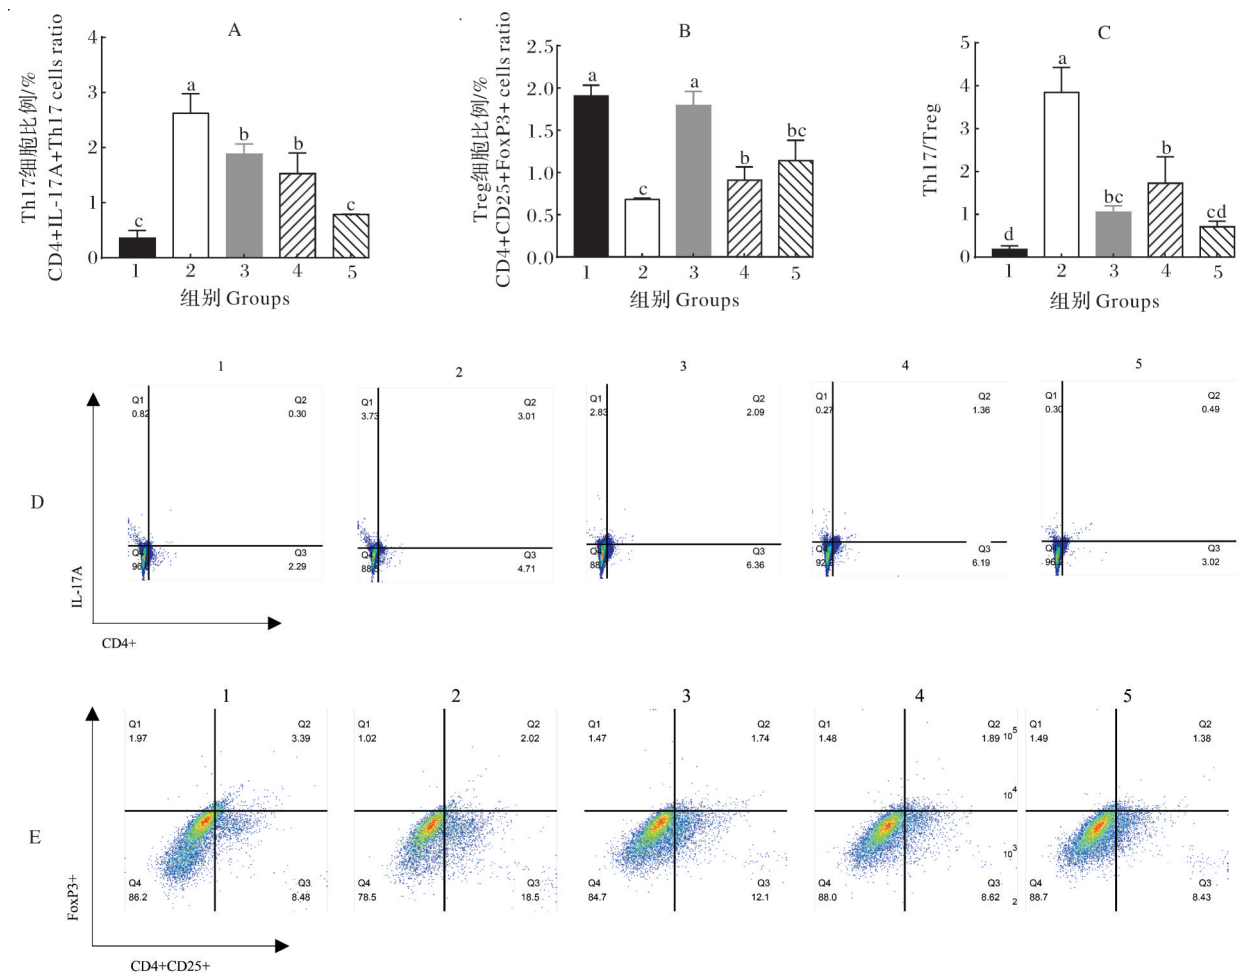 A
Th17细胞比例/%
CD4+IL-17A+Th17 cells ratio
4
3
2
1
0
c
a
b
b
c
1 2 3 4 5
组别 Groups
B
Treg细胞比例/%
CD4+CD25+FoxP3+ cells ratio
2.5
2.0
1.5
1.0
0.5
0.0
a
c
a
b
bc
1 2 3 4 5
组别 Groups
C
Th17/Treg
5
4
3
2
1
0
d
a
bc
b
cd
1 2 3 4 5
组别 Groups
D
IL-17A
CD4+
1
Q1
0.82
Q2
0.30
Q3
2.29
2
Q1
3.73
Q2
3.01
Q3
4.71
3
Q1
2.83
Q2
2.09
Q3
6.36
4
Q1
0.27
Q2
1.36
Q3
6.19
5
Q1
0.30
Q2
0.49
Q3
3.02
E
FoxP3+
CD4+CD25+
1
Q1
1.97
Q2
3.39
Q4
86.2
Q3
8.48
2
Q1
1.02
Q2
2.02
Q4
78.5
Q3
18.5
3
Q1
1.47
Q2
1.74
Q4
84.7
Q3
12.1
4
Q1
1.48
Q2
1.89
Q4
88.0
Q3
8.62
10⁵
10⁴
10³
2
5
Q1
1.49
Q2
1.38
Q4
88.7
Q3
8.43